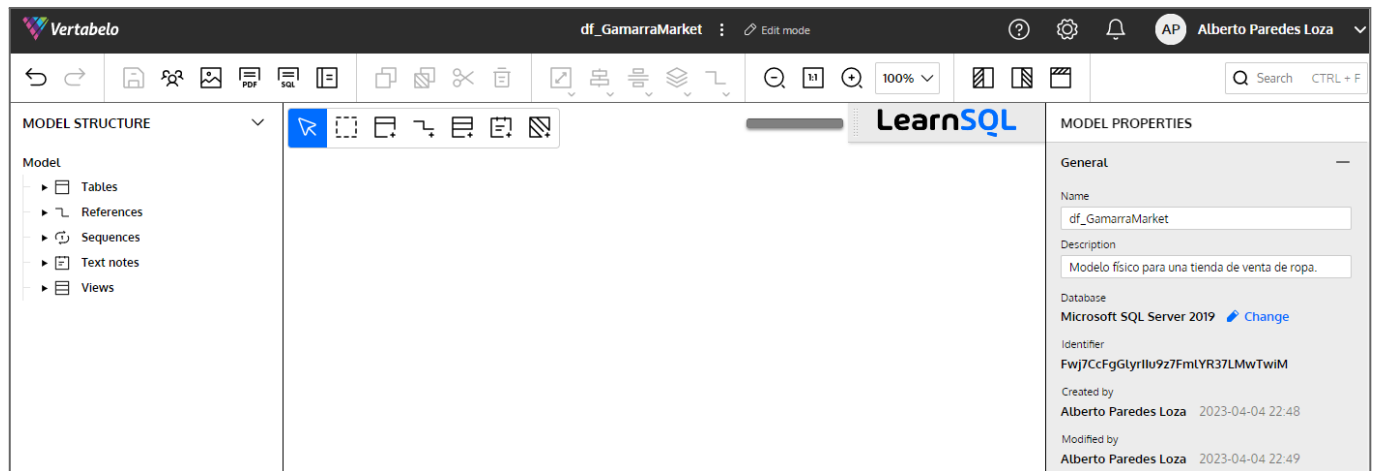 Vertabelo
df_GamarraMarket
Edit mode
AP
Alberto Paredes Loza
PDF
SQL
1:1
100%
Search CTRL + F
MODEL STRUCTURE
Model
Tables
References
Sequences
Text notes
Views
LearnSQL
MODEL PROPERTIES
General
Name
df_GamarraMarket
Description
Modelo físico para una tienda de venta de ropa.
Database
Microsoft SQL Server 2019 Change
Identifier
Fwj7CcFgGlyrIIu9z7FmlYR37LMwTwiM
Created by
Alberto Paredes Loza 2023-04-04 22:48
Modified by
Alberto Paredes Loza 2023-04-04 22:49